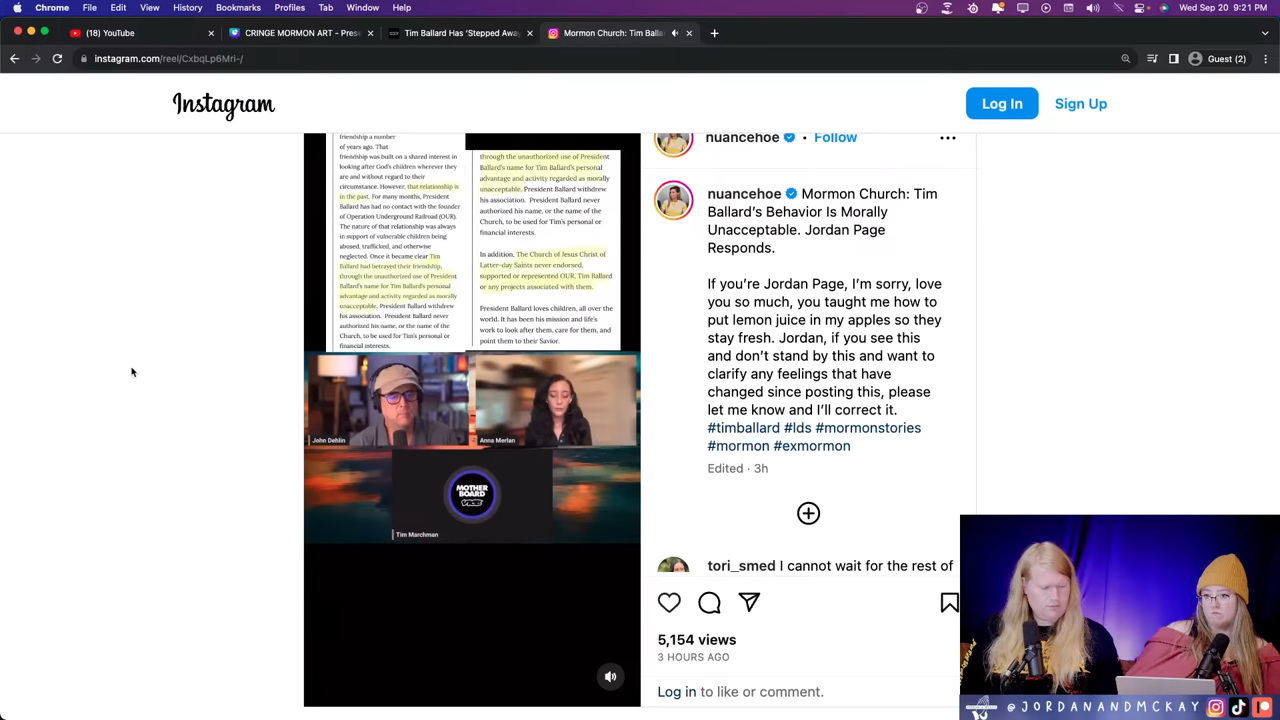 Chrome File Edit View History Bookmarks Profiles Tab Window Help
Wed Sep 20 9:21 PM
(18) YouTube
CRINGE MORMON ART - Prese
Tim Ballard Has 'Stepped Away
Mormon Church: Tim Balla
instagram.com/reel/CxbqLp6Mri-/
Guest (2)
Instagram
Log In
Sign Up
friendship a number
of years ago. That
friendship was built on a shared interest in
looking after God's children wherever they
are and without regard to their
circumstance. However, that relationship is
in the past. For many months, President
Ballard has had no contact with the founder
of Operation Underground Railroad (OUR).
The nature of that relationship was always
in support of vulnerable children being
abused, trafficked, and otherwise
neglected. Once it became clear Tim
Ballard had betrayed their friendship,
through the unauthorized use of President
Ballard's name for Tim Ballard's personal
advantage and activity regarded as morally
unacceptable, President Ballard withdrew
his association. President Ballard never
authorized his name, or the name of the
Church, to be used for Tim's personal or
financial interests.
through the unauthorized use of President
Ballard's name for Tim Ballard's personal
advantage and activity regarded as morally
unacceptable, President Ballard withdrew
his association. President Ballard never
authorized his name, or the name of the
Church, to be used for Tim's personal or
financial interests.
In addition, The Church of Jesus Christ of
Latter-day Saints never endorsed,
supported or represented OUR, Tim Ballard
or any projects associated with them.
President Ballard loves children, all over the
world. It has been his mission and life's
work to look after them, care for them, and
point them to their Savior.
John Dehlin
Anna Merlan
MOTHER
BOARD
VICE
Tim Marchman
nuancehoe • Follow
nuancehoe Mormon Church: Tim
Ballard's Behavior Is Morally
Unacceptable. Jordan Page
Responds.
If you're Jordan Page, I'm sorry, love
you so much, you taught me how to
put lemon juice in my apples so they
stay fresh. Jordan, if you see this
and don't stand by this and want to
clarify any feelings that have
changed since posting this, please
let me know and I'll correct it.
#timballard #lds #mormonstories
#mormon #exmormon
Edited · 3h
tori_smed I cannot wait for the rest of
5,154 views
3 HOURS AGO
Log in to like or comment.
@JORDANANDMCKAY